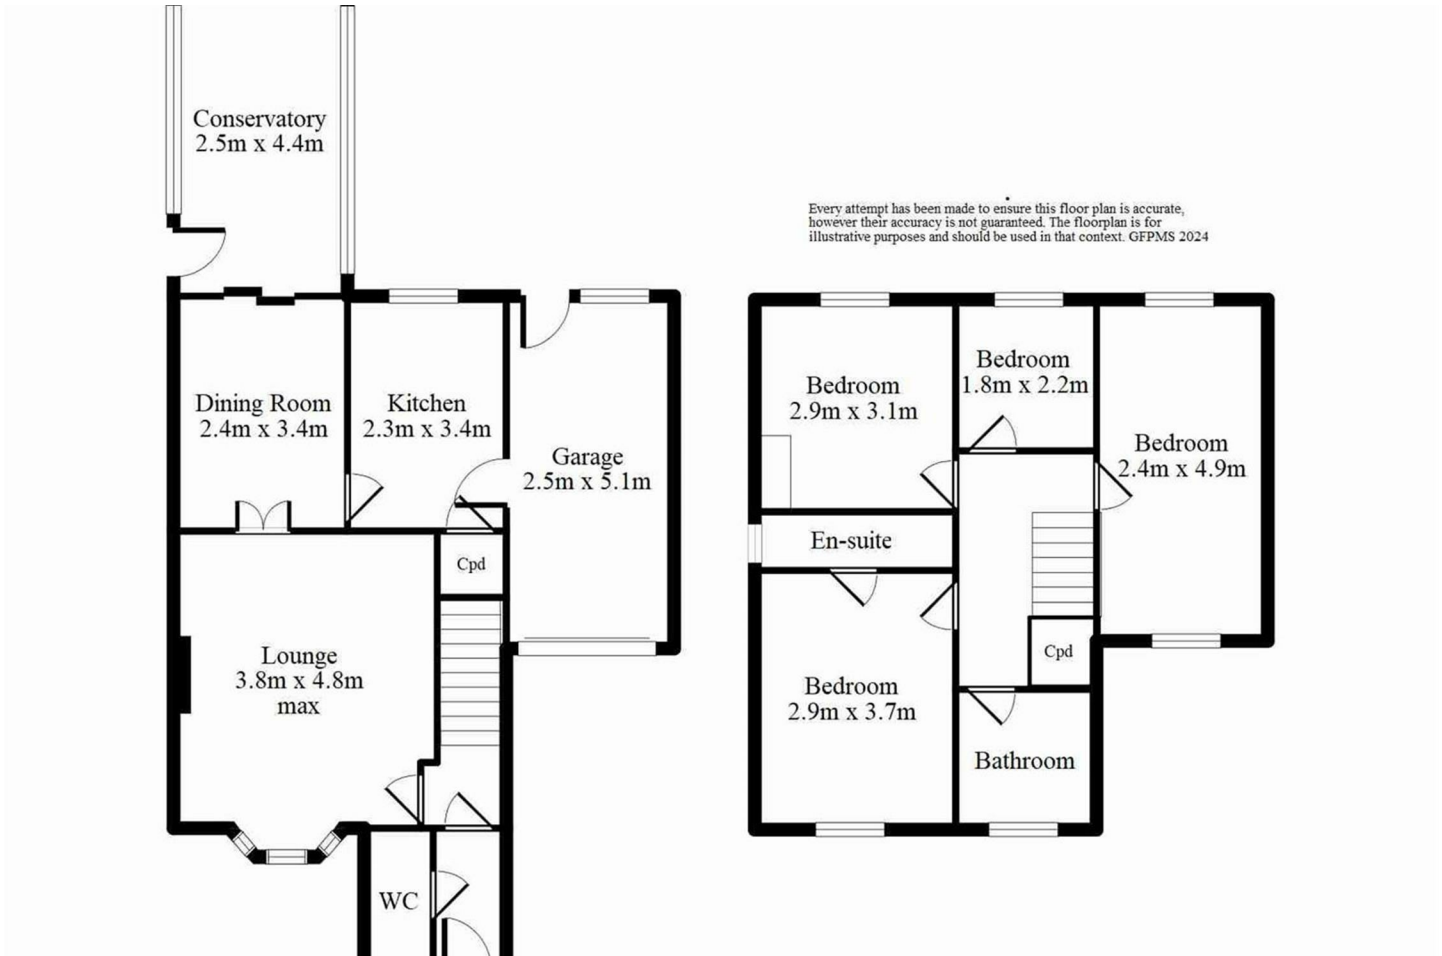 Conservatory
2.5m x 4.4m
Every attempt has been made to ensure this floor plan is accurate,
however their accuracy is not guaranteed. The floorplan is for
illustrative purposes and should be used in that context. GFPMS 2024
Dining Room
2.4m x 3.4m
Kitchen
2.3m x 3.4m
Garage
2.5m x 5.1m
Cpd
Lounge
3.8m x 4.8m
max
WC
Bedroom
2.9m x 3.1m
Bedroom
1.8m x 2.2m
Bedroom
2.4m x 4.9m
En-suite
Bedroom
2.9m x 3.7m
Cpd
Bathroom